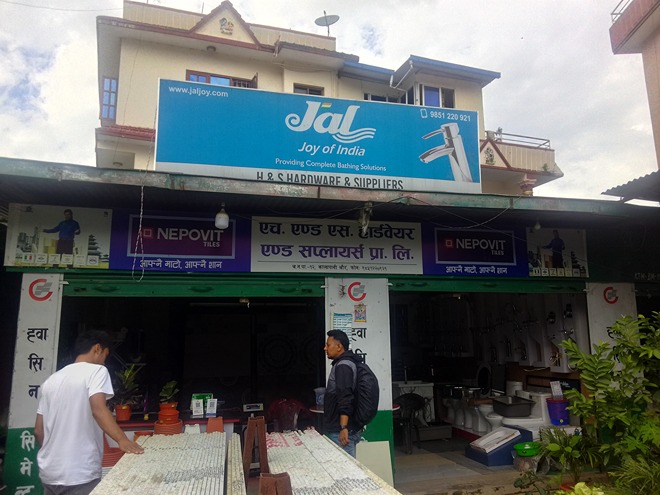 www.jaljoy.com
9851 220 921
Jal
Joy of India
Providing Complete Bathing Solutions
H & S HARDWARE & SUPPLIERS
NEPOVIT
TILES
आफ्नै माटो, आफ्नै शान
एच. एण्ड एस. हार्डवेयर
एण्ड सप्लायर्स प्रा. लि.
NEPOVIT
TILES
आफ्नै माटो, आफ्नै शान
ह्वा
सि
न
सि
मे
ह्वा
सि
ह्वा